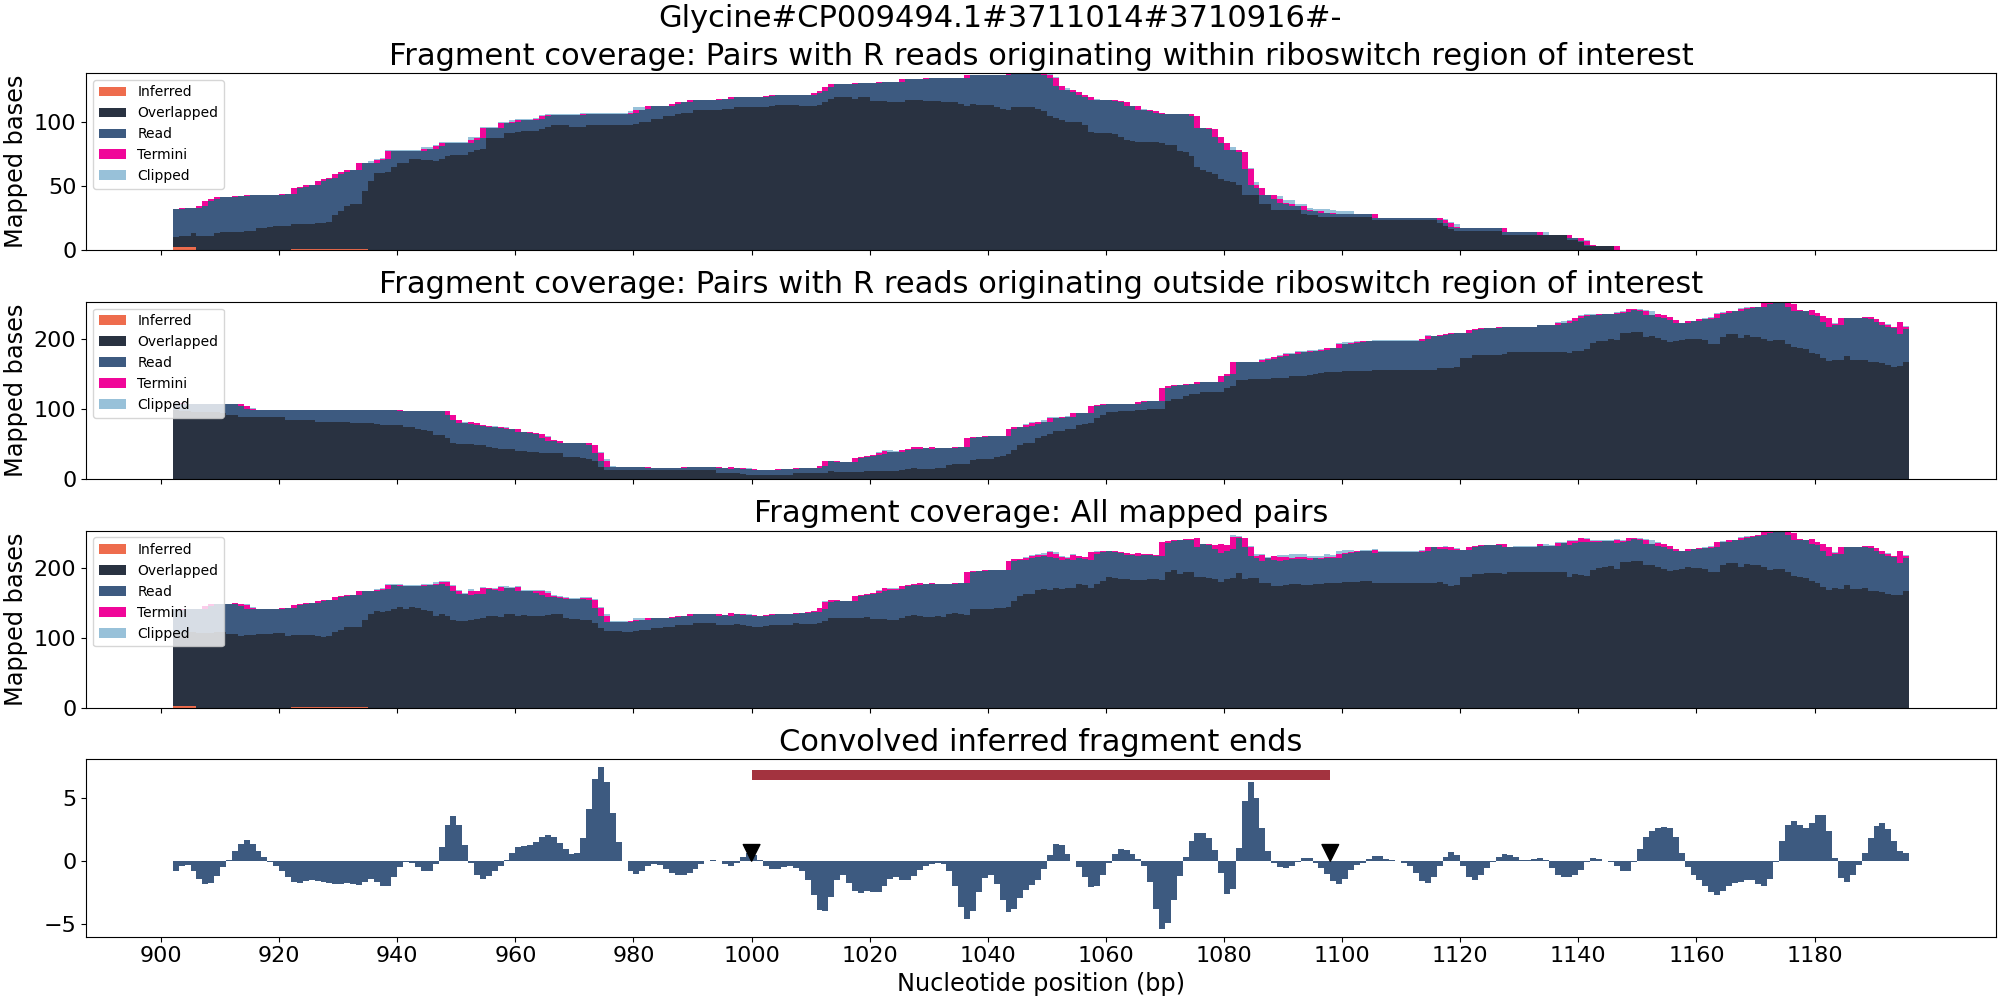 Glycine#CP009494.1#3711014#3710916#-
Fragment coverage: Pairs with R reads originating within riboswitch region of interest
Mapped bases
100
50
0
Inferred
Overlapped
Read
Termini
Clipped
Fragment coverage: Pairs with R reads originating outside riboswitch region of interest
Mapped bases
200
100
0
Inferred
Overlapped
Read
Termini
Clipped
Fragment coverage: All mapped pairs
Mapped bases
200
100
0
Inferred
Overlapped
Read
Termini
Clipped
Convolved inferred fragment ends
5
0
−5
900 920 940 960 980 1000 1020 1040 1060 1080 1100 1120 1140 1160 1180
Nucleotide position (bp)